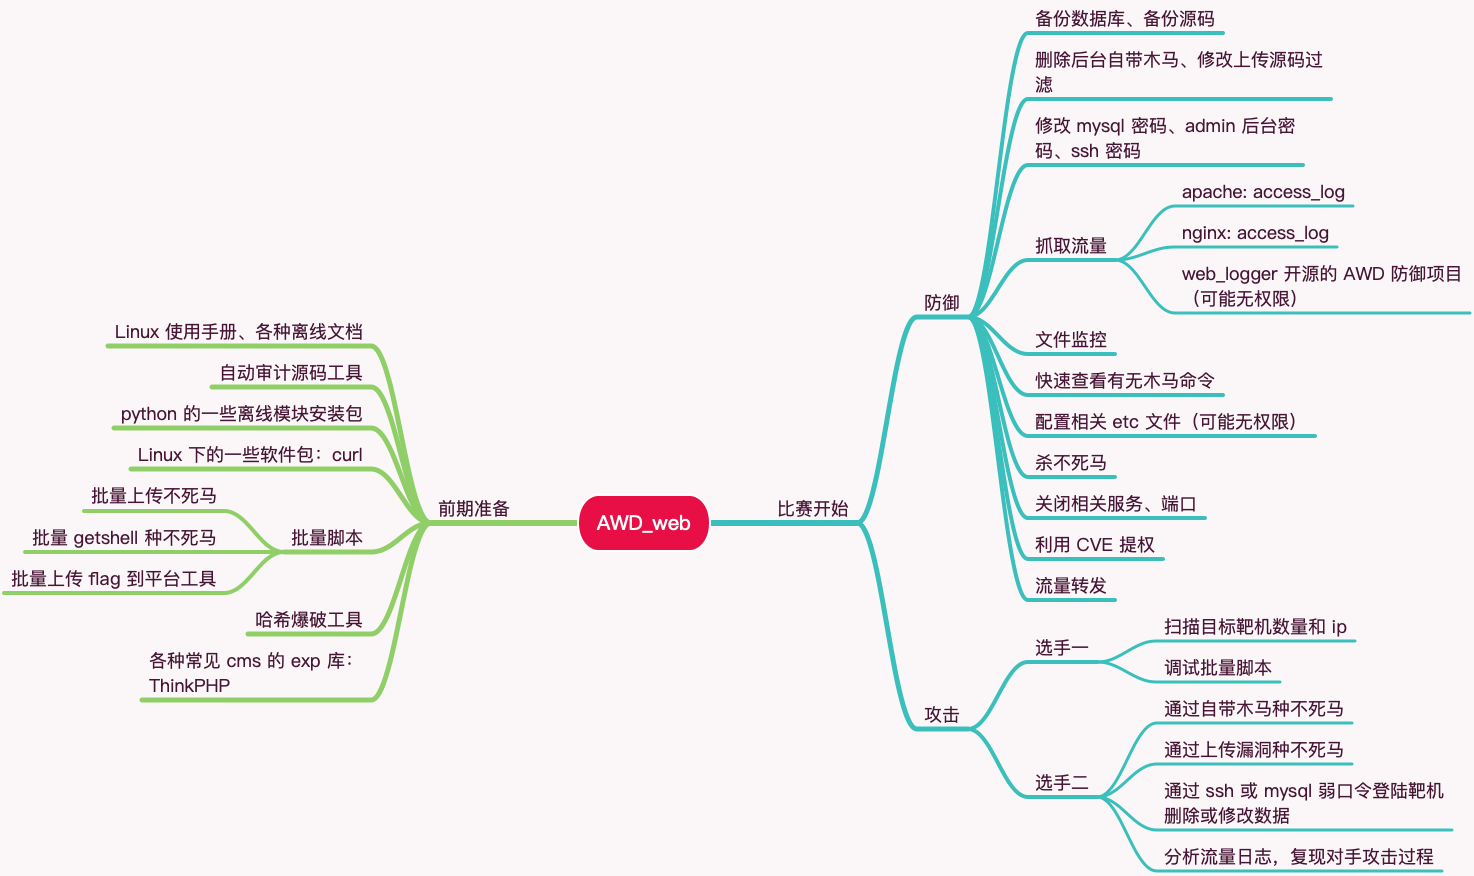 AWD_web
前期准备
Linux 使用手册、各种离线文档
自动审计源码工具
python 的一些离线模块安装包
Linux 下的一些软件包：curl
批量脚本
批量上传不死马
批量 getshell 种不死马
批量上传 flag 到平台工具
哈希爆破工具
各种常见 cms 的 exp 库：
ThinkPHP
比赛开始
防御
备份数据库、备份源码
删除后台自带木马、修改上传源码过
滤
修改 mysql 密码、admin 后台密
码、ssh 密码
抓取流量
apache: access_log
nginx: access_log
web_logger 开源的 AWD 防御项目
（可能无权限）
文件监控
快速查看有无木马命令
配置相关 etc 文件（可能无权限）
杀不死马
关闭相关服务、端口
利用 CVE 提权
流量转发
攻击
选手一
扫描目标靶机数量和 ip
调试批量脚本
选手二
通过自带木马种不死马
通过上传漏洞种不死马
通过 ssh 或 mysql 弱口令登陆靶机
删除或修改数据
分析流量日志，复现对手攻击过程